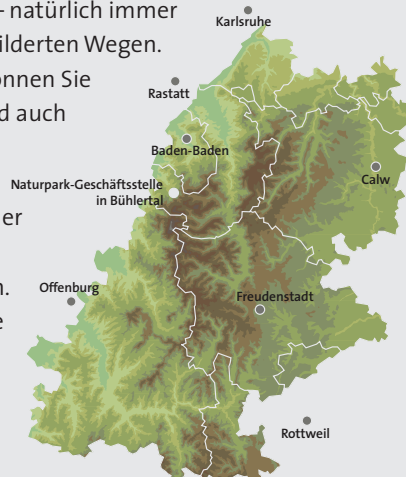 – natürlich immer
ilderten Wegen.
önnen Sie
d auch
er
n.
e
Karlsruhe
Rastatt
Baden-Baden
Naturpark-Geschäftsstelle
in Bühlertal
Calw
Offenburg
Freudenstadt
Rottweil